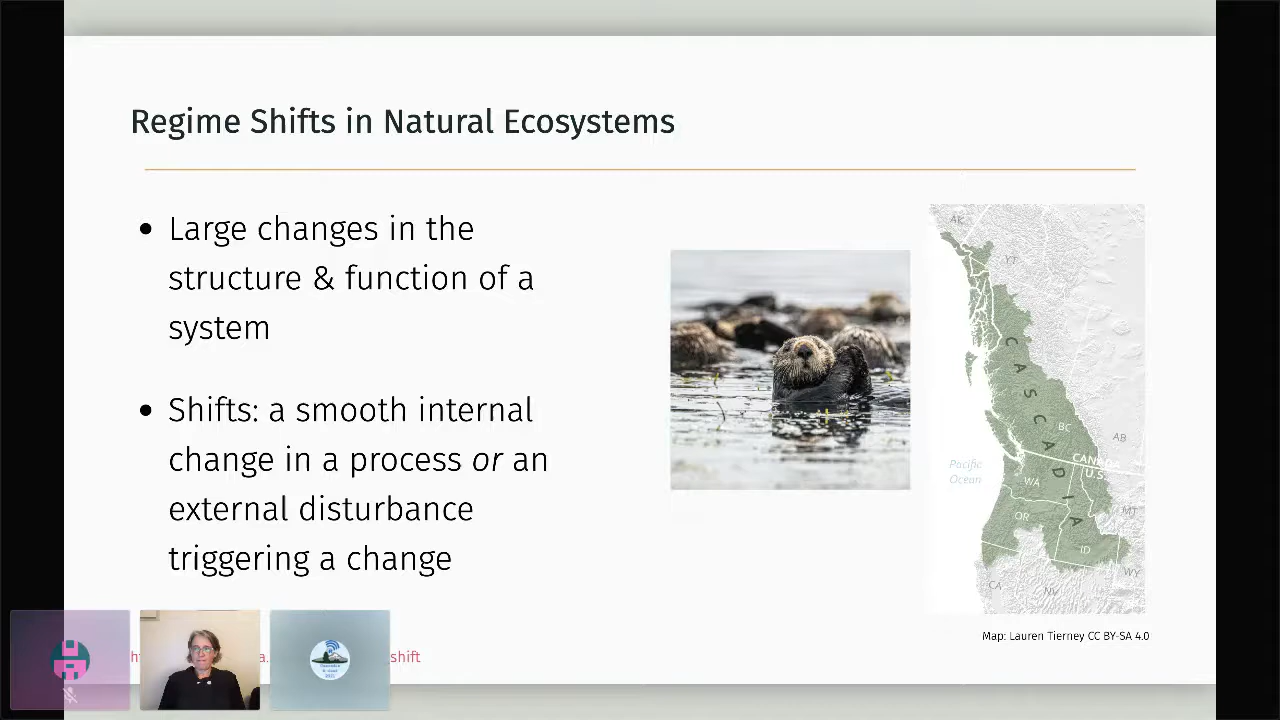 Regime Shifts in Natural Ecosystems
• Large changes in the
structure & function of a
system
• Shifts: a smooth internal
change in a process or an
external disturbance
triggering a change
AK
YT
CASCADIA
BC
AB
CANADA
U.S.
Pacific
Ocean
WA
MT
OR
ID
WY
CA
NV
Map: Lauren Tierney CC BY-SA 4.0
shift